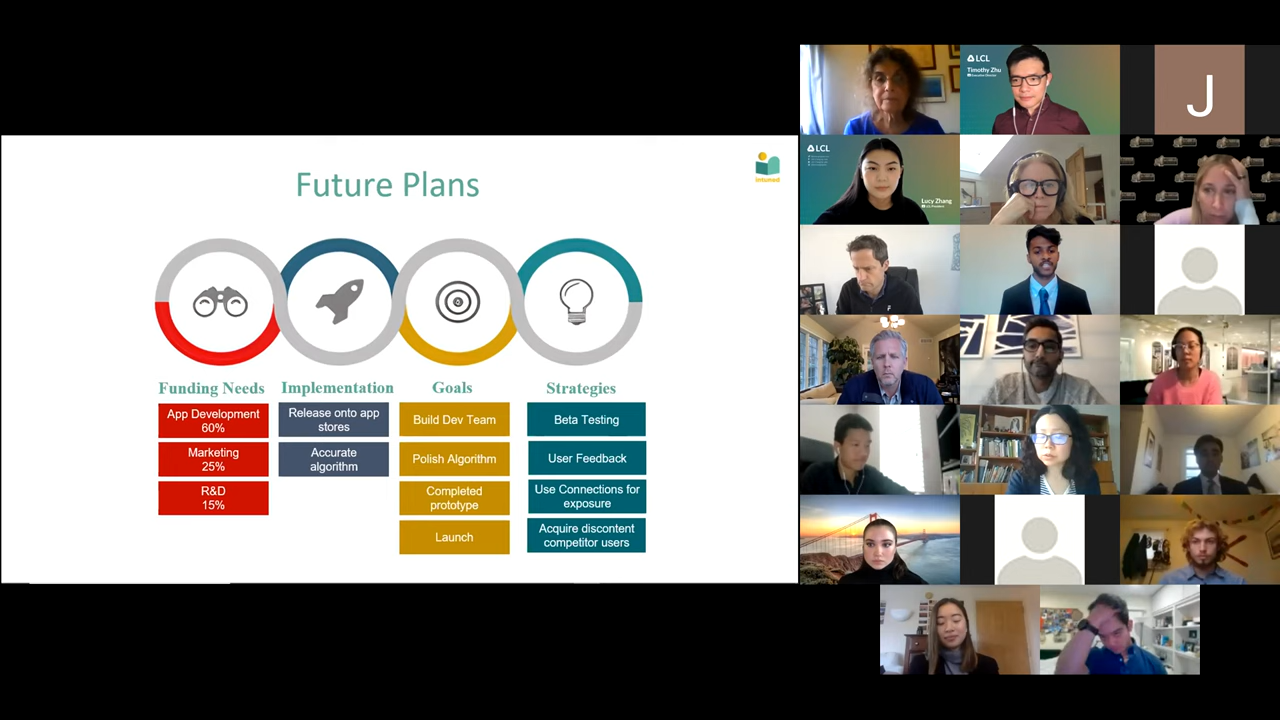 Future Plans
intumed
Funding Needs
Implementation
Goals
Strategies
App Development
60%
Marketing
25%
R&D
15%
Release onto app
stores
Accurate
algorithm
Build Dev Team
Polish Algorithm
Completed
prototype
Launch
Beta Testing
User Feedback
Use Connections for
exposure
Acquire discontent
competitor users
LCL
Timothy Zhu
Executive Director
J
LCL
Lucy Zhang